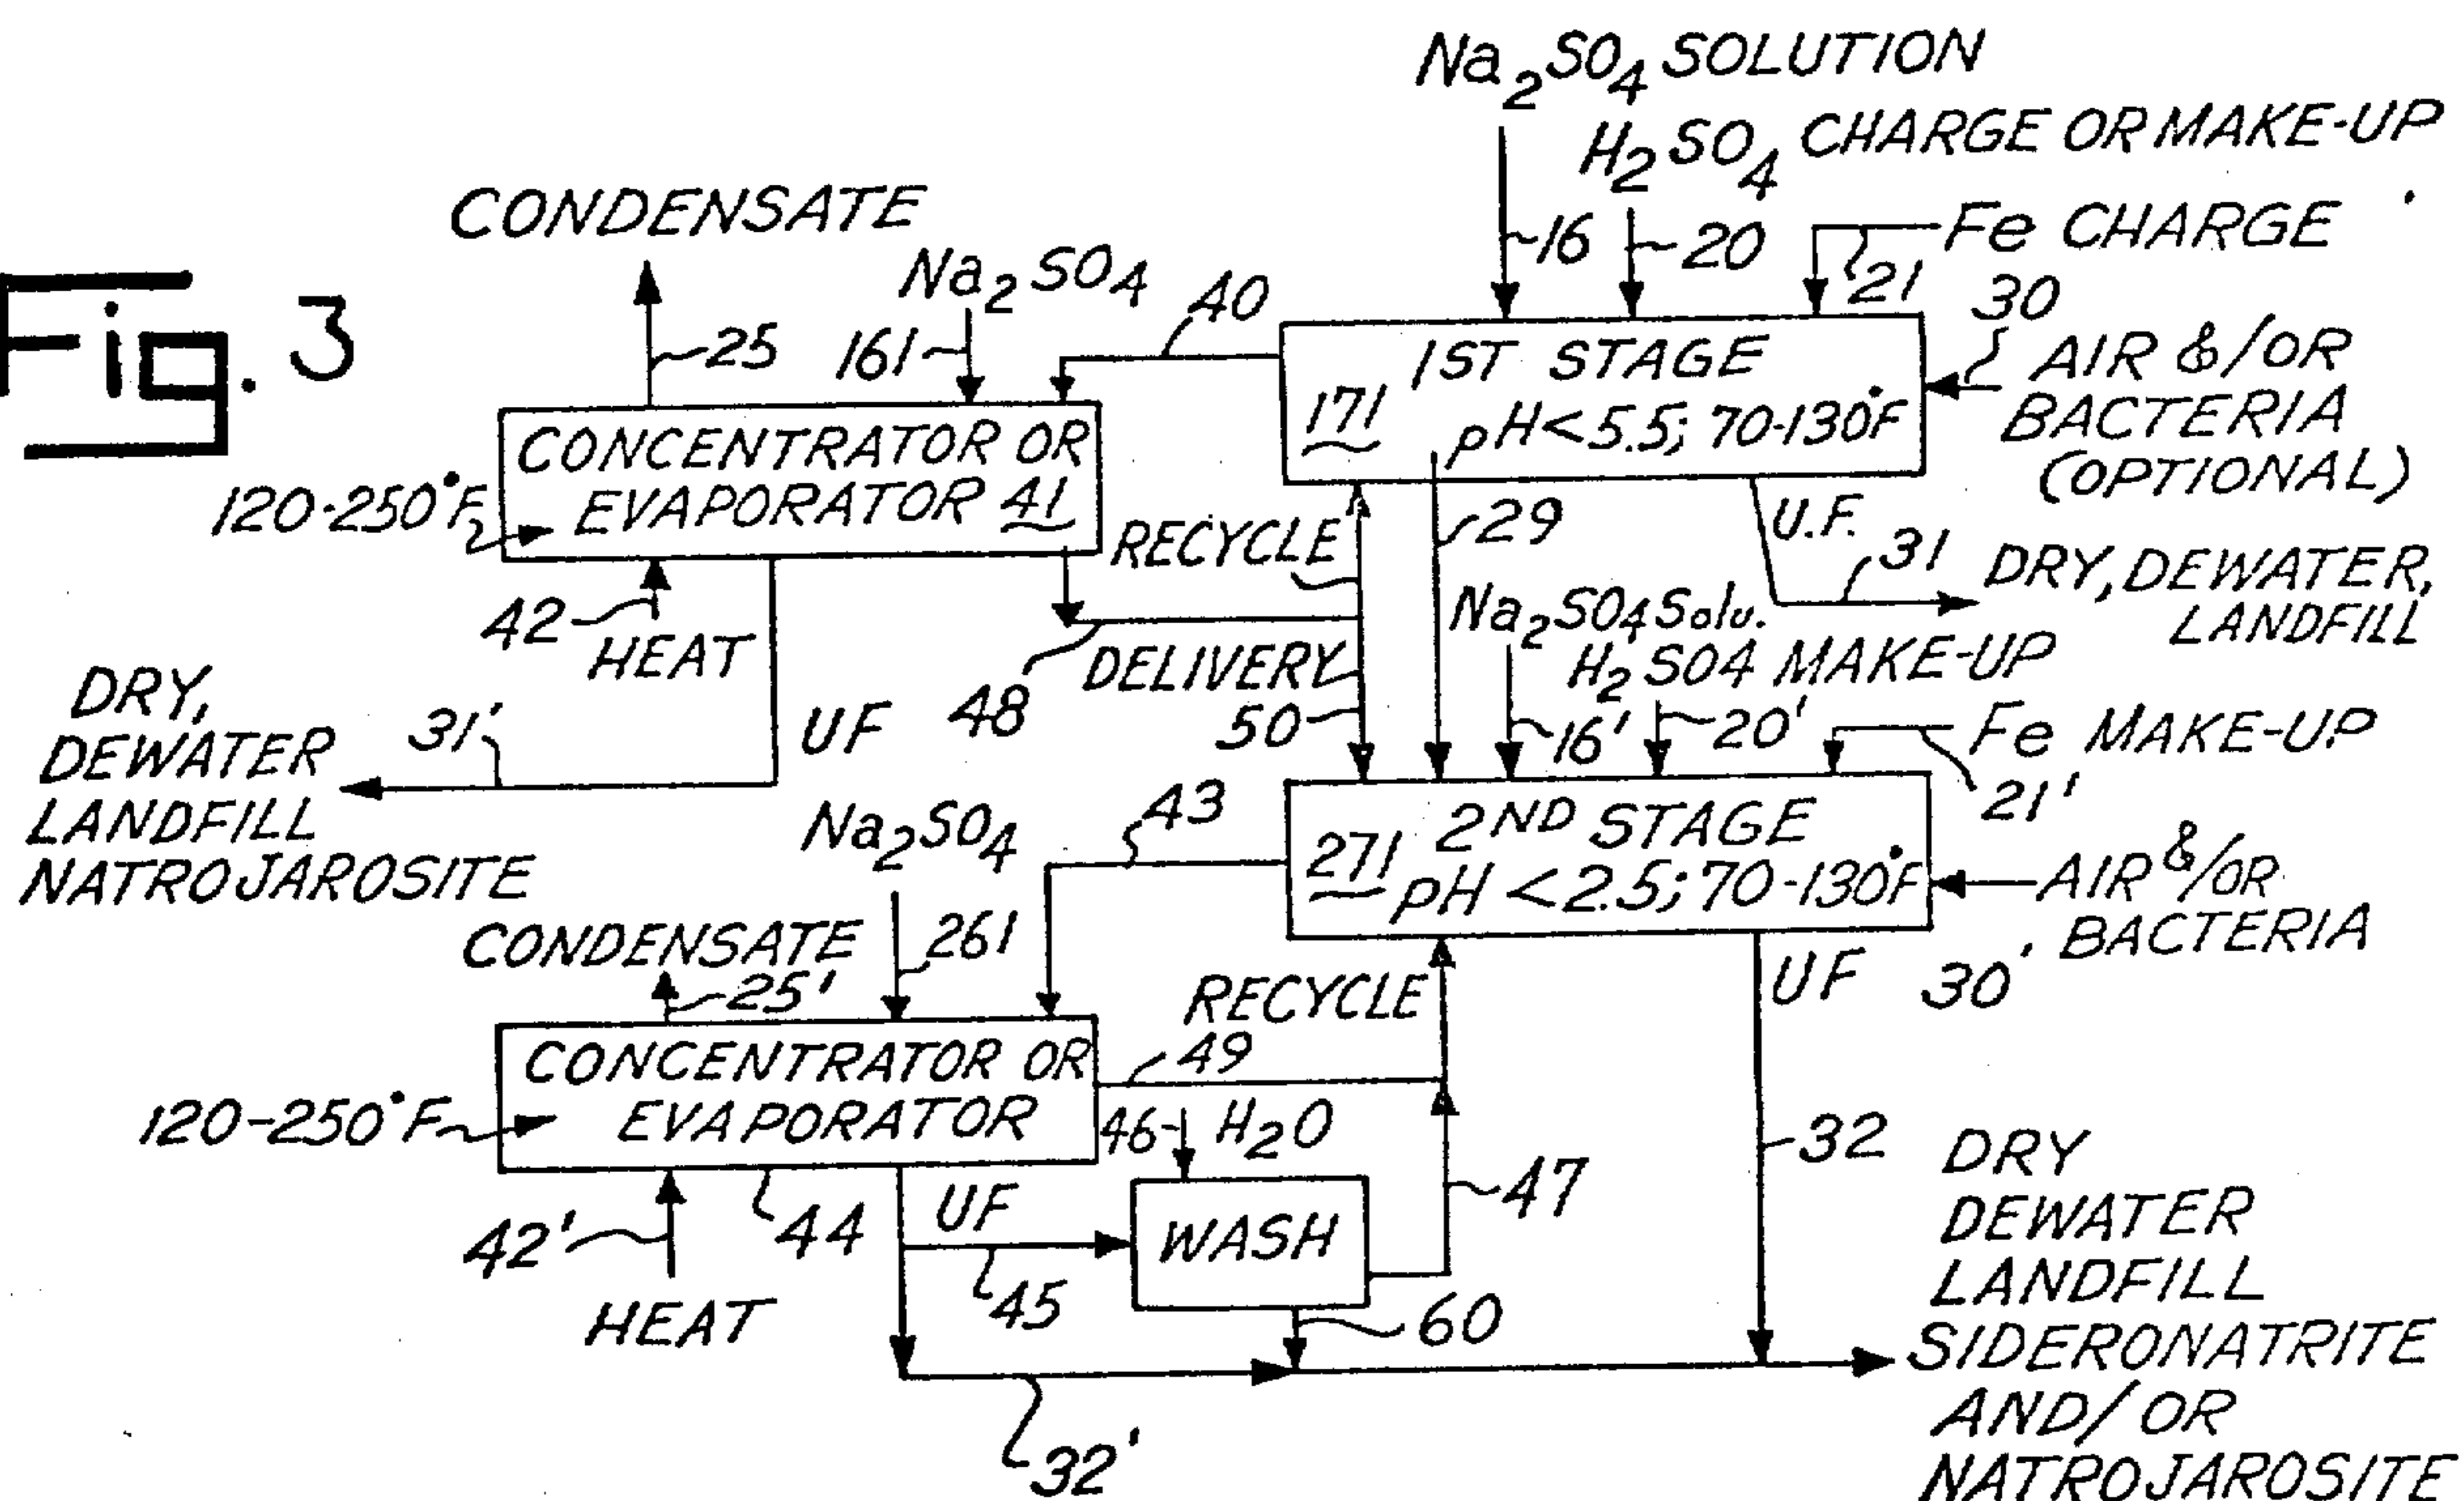 Fig. 3
Na2SO4 SOLUTION
H2SO4 CHARGE OR MAKE-UP
16
20
Fe CHARGE
21
30
AIR &/OR
BACTERIA
(OPTIONAL)
CONDENSATE
25
Na2SO4
161
40
1ST STAGE
171 pH<5.5; 70-130°F
CONCENTRATOR OR
EVAPORATOR 41
120-250°F
42
HEAT
RECYCLE
29
U.F.
31
DRY, DEWATER,
LANDFILL
48
DELIVERY
50
Na2SO4 Solu.
H2SO4 MAKE-UP
16'
20'
Fe MAKE-UP
21'
DRY,
DEWATER
LANDFILL
NATROJAROSITE
31'
UF
Na2SO4
43
2ND STAGE
271 pH <2.5; 70-130°F
AIR &/OR
BACTERIA
30'
CONDENSATE
25'
261
RECYCLE
UF
CONCENTRATOR OR
EVAPORATOR
120-250°F
49
46
H2O
42'
HEAT
44
UF
45
WASH
47
60
32
32'
DRY
DEWATER
LANDFILL
SIDERONATRITE
AND/OR
NATROJAROSITE